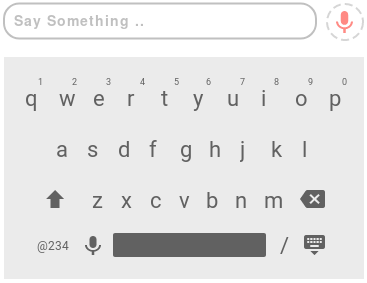 Say Something ..
1 2 3 4 5 6 7 8 9 0
q w e r t y u i o p
a s d f g h j k l
z x c v b n m
@234 /